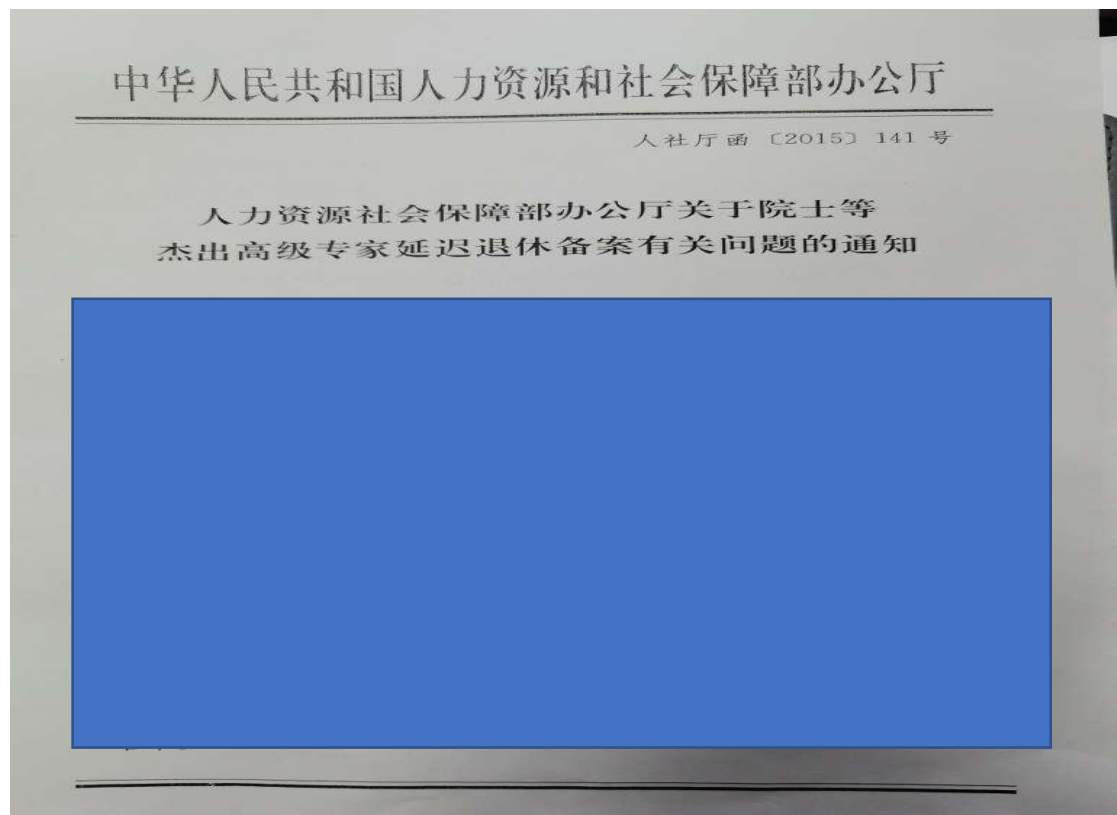 中华人民共和国人力资源和社会保障部办公厅
人社厅函〔2015〕141号
人力资源社会保障部办公厅关于院士等
杰出高级专家延迟退休备案有关问题的通知